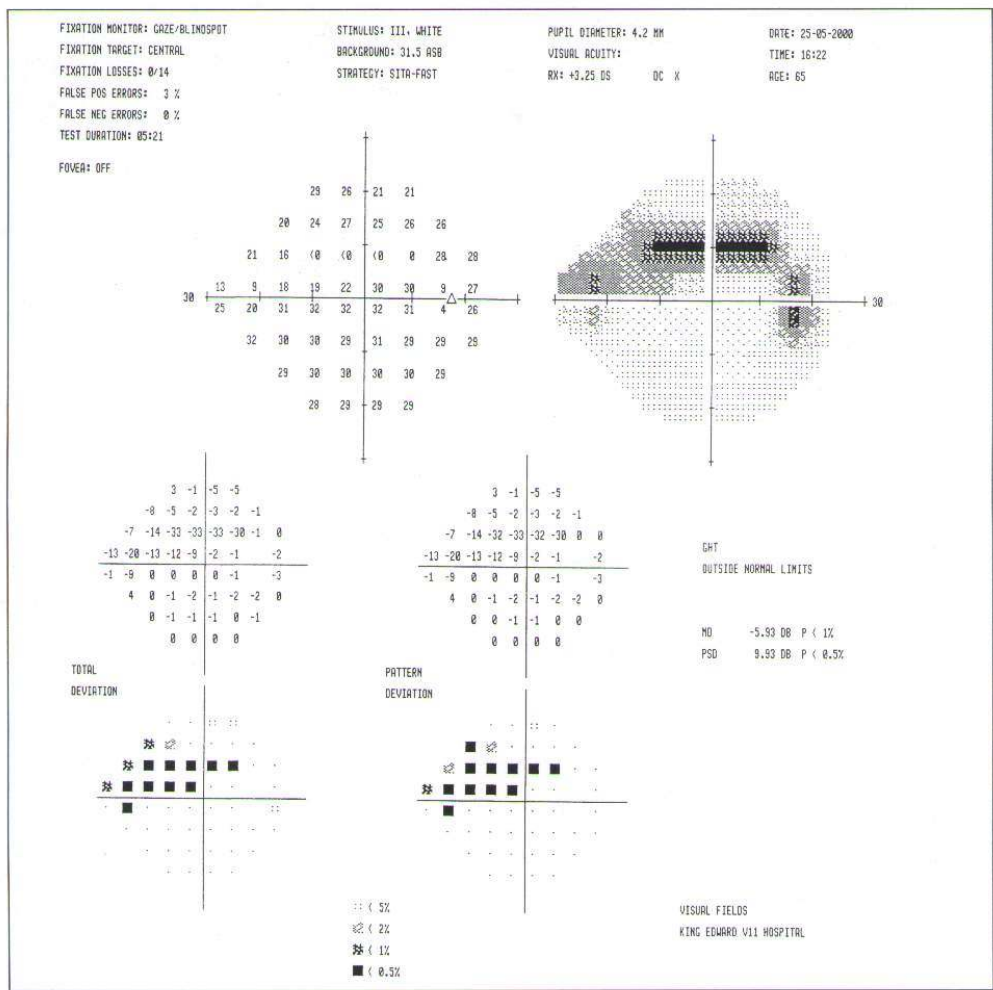 FIXATION MONITOR: GAZE/BLINDSPOT
FIXATION TARGET: CENTRAL
FIXATION LOSSES: 0/14
FALSE POS ERRORS: 3 %
FALSE NEG ERRORS: 0 %
TEST DURATION: 05:21
FOVEA: OFF
STIMULUS: III, WHITE
BACKGROUND: 31.5 ASB
STRATEGY: SITA-FAST
PUPIL DIAMETER: 4.2 MM
VISUAL ACUITY:
RX: +3.25 DS DC X
DATE: 25-05-2000
TIME: 16:22
AGE: 65
29 26 21 21
20 24 27 25 26 26
21 16 <0 <0 <0 0 28 28
30 13 9 18 19 22 30 30 9 27
25 20 31 32 32 32 31 4 26
32 30 30 29 31 29 29 29
29 30 30 30 30 29
28 29 29 29
30
3 -1 -5 -5
-8 -5 -2 -3 -2 -1
-7 -14 -33 -33 -33 -30 -1 0
-13 -20 -13 -12 -9 -2 -1 -2
-1 -9 0 0 0 0 -1 -3
4 0 -1 -2 -1 -2 -2 0
0 -1 -1 -1 0 -1
0 0 0 0
TOTAL
DEVIATION
3 -1 -5 -5
-8 -5 -2 -3 -2 -1
-7 -14 -32 -33 -32 -30 0 0
-13 -20 -13 -12 -9 -2 -1 -2
-1 -9 0 0 0 0 -1 -3
4 0 -1 -2 -1 -2 -2 0
0 0 -1 -1 0 0
0 0 0 0
PATTERN
DEVIATION
GHT
OUTSIDE NORMAL LIMITS
MD -5.93 DB P < 1%
PSD 9.93 DB P < 0.5%
:: < 5%
< 2%
< 1%
■ < 0.5%
VISUAL FIELDS
KING EDWARD V11 HOSPITAL